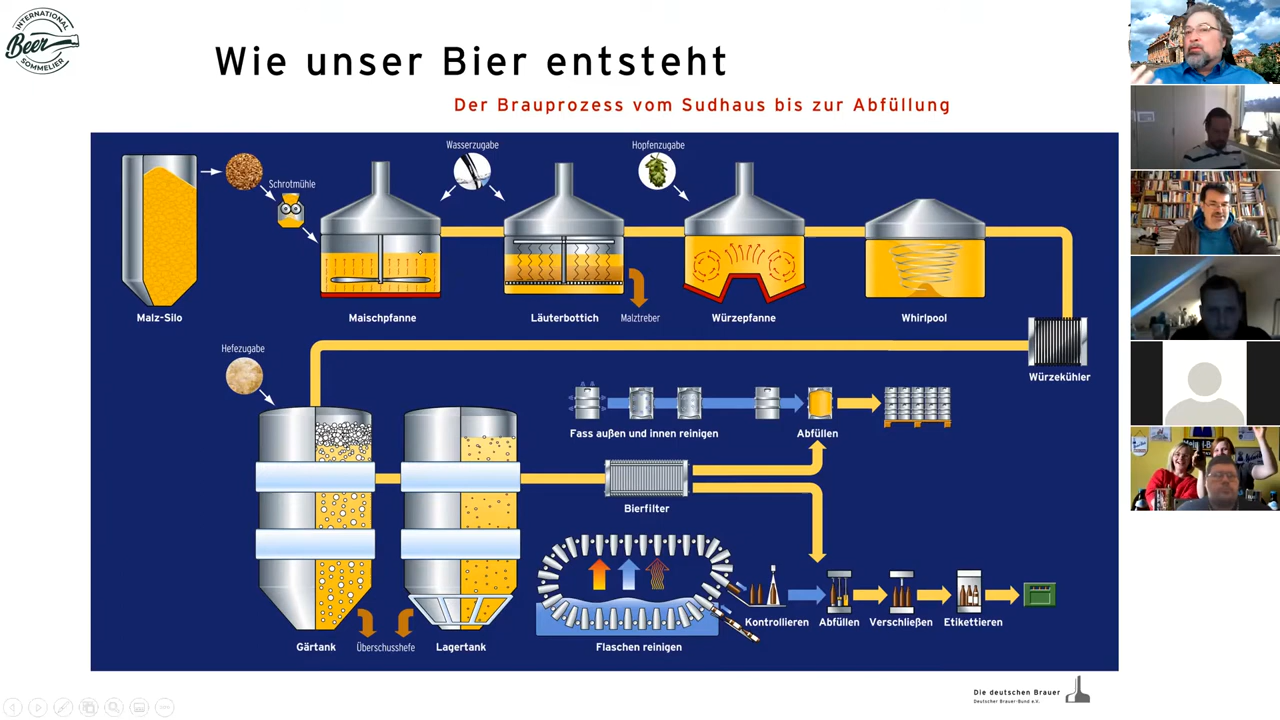 INTERNATIONAL
Beer
SOMMELIER
Wie unser Bier entsteht
Der Brauprozess vom Sudhaus bis zur Abfüllung
Wasserzugabe
Hopfenzugabe
Schrotmühle
Malz-Silo
Maischpfanne
Läuterbottich
Malztreber
Würzepfanne
Whirlpool
Würzekühler
Hefezugabe
Fass außen und innen reinigen
Abfüllen
Bierfilter
Kontrollieren
Abfüllen
Verschließen
Etikettieren
Gärtank
Überschusshefe
Lagertank
Flaschen reinigen
Die deutschen Brauer
Deutscher Brauer-Bund e.V.